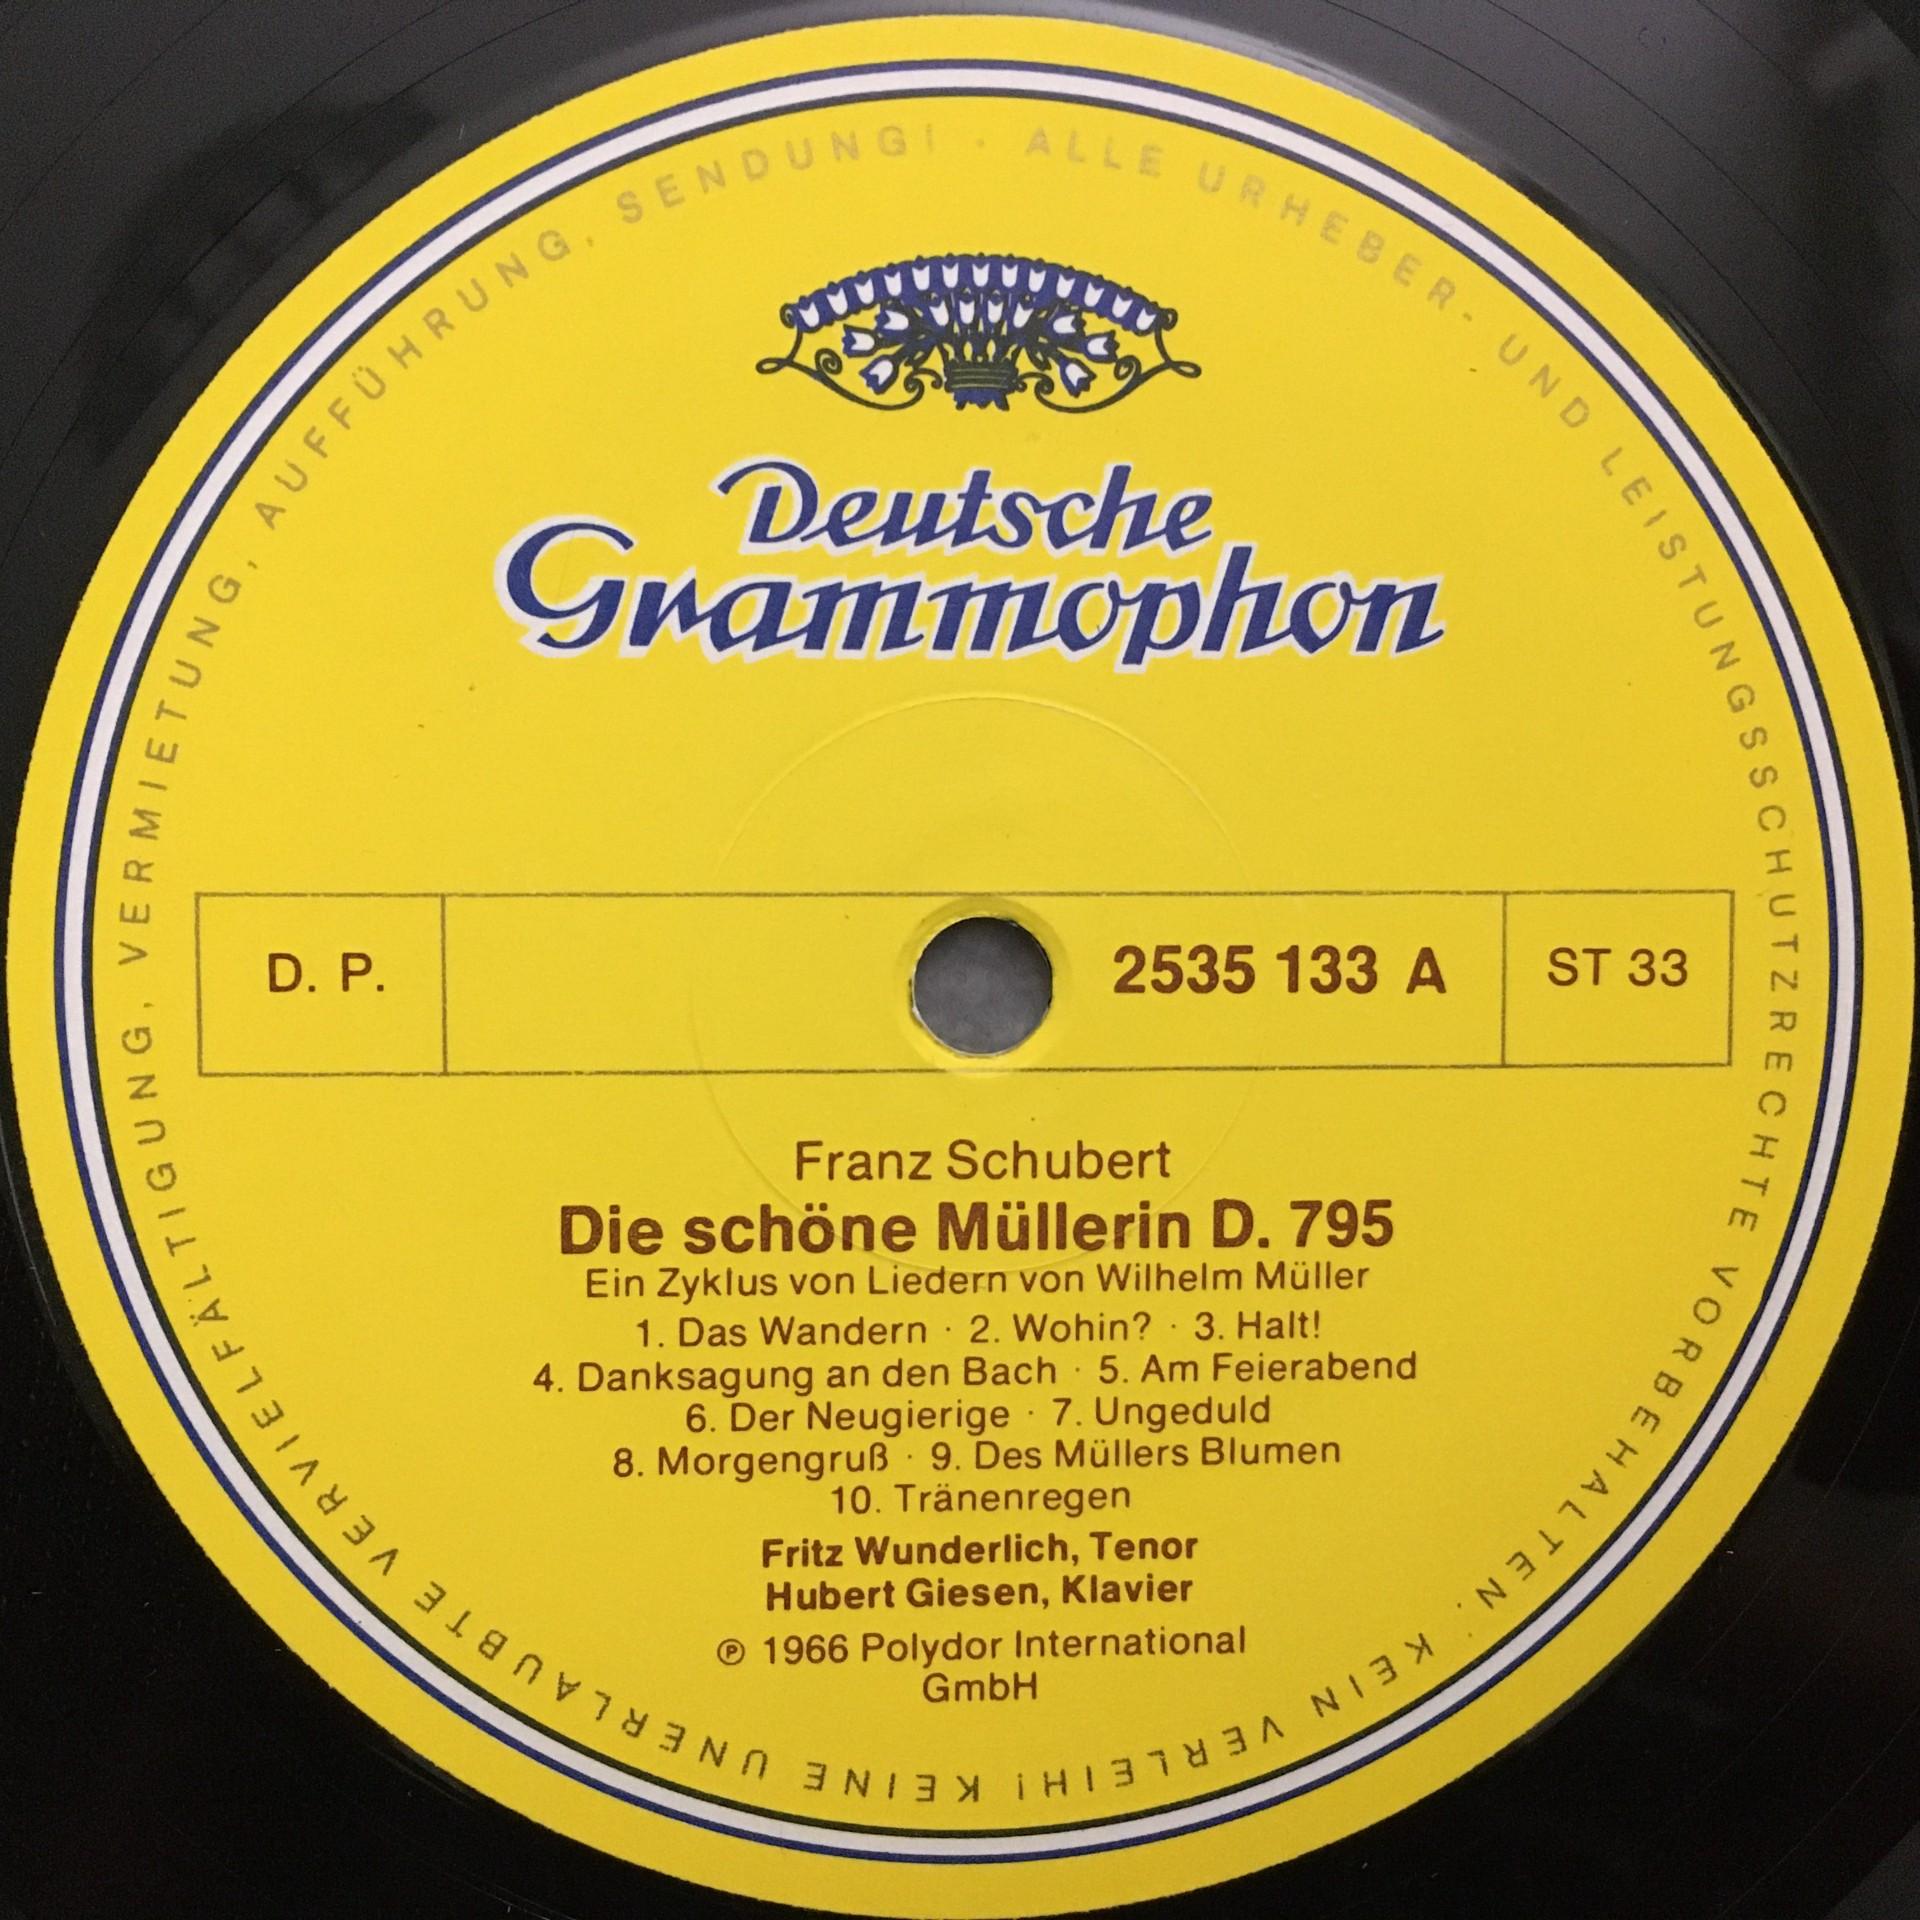 Deutsche
Grammophon
D. P.
2535 133 A
ST 33
Franz Schubert
Die schöne Müllerin D. 795
Ein Zyklus von Liedern von Wilhelm Müller
1. Das Wandern · 2. Wohin? · 3. Halt!
4. Danksagung an den Bach · 5. Am Feierabend
6. Der Neugierige · 7. Ungeduld
8. Morgengruß · 9. Des Müllers Blumen
10. Tränenregen
Fritz Wunderlich, Tenor
Hubert Giesen, Klavier
℗ 1966 Polydor International
GmbH
ALLE URHEBER- UND LEISTUNGSSCHUTZRECHTE VORBEHALTEN. KEIN VERLEIH! KEINE UNERLAUBTE VERVIELFÄLTIGUNG, VERMIETUNG, AUFFÜHRUNG, SENDUNG! ·